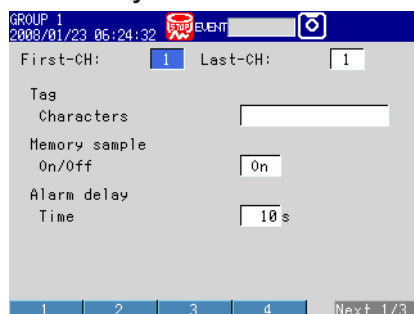 GROUP 1
2008/01/23 06:24:32 STOP EVENT
First-CH: 1 Last-CH: 1
Tag
Characters
Memory sample
On/Off On
Alarm delay
Time 10 s
1 2 3 4 Next 1/3